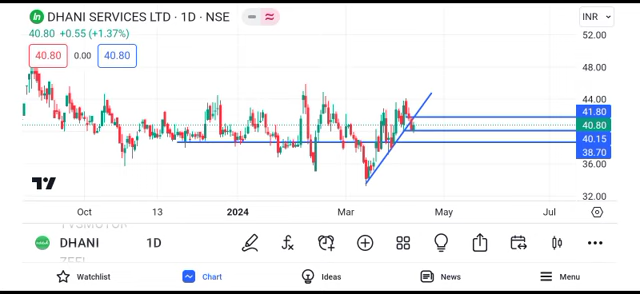 DHANI SERVICES LTD · 1D · NSE
INR
40.80 +0.55 (+1.37%)
40.80 0.00 40.80
52.00
48.00
44.00
41.80
40.80
40.15
38.70
36.00
32.00
Oct 13 2024 Mar May Jul
TVSMOTOR
DHANI 1D
ZEEL
Watchlist Chart Ideas News Menu